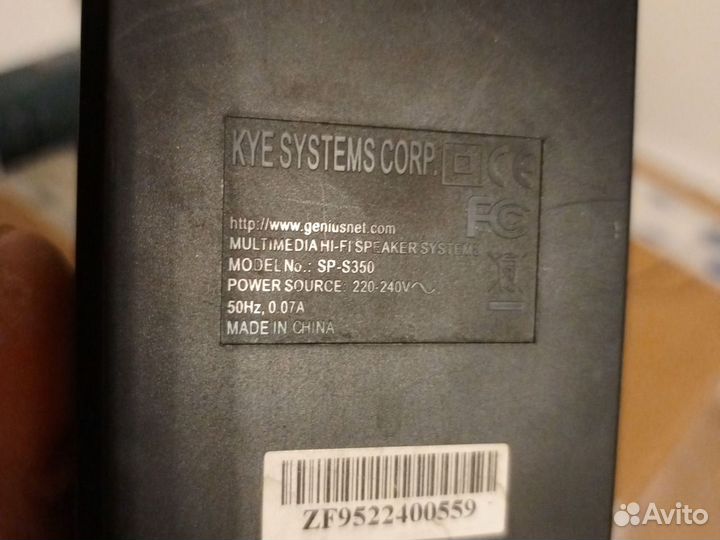 KYE SYSTEMS CORP.
CE
FC
http://www.geniusnet.com
MULTIMEDIA HI-FI SPEAKER SYSTEMS
MODEL No.: SP-S350
POWER SOURCE: 220-240V~
50Hz, 0.07A
MADE IN CHINA
ZF9522400559
Avito